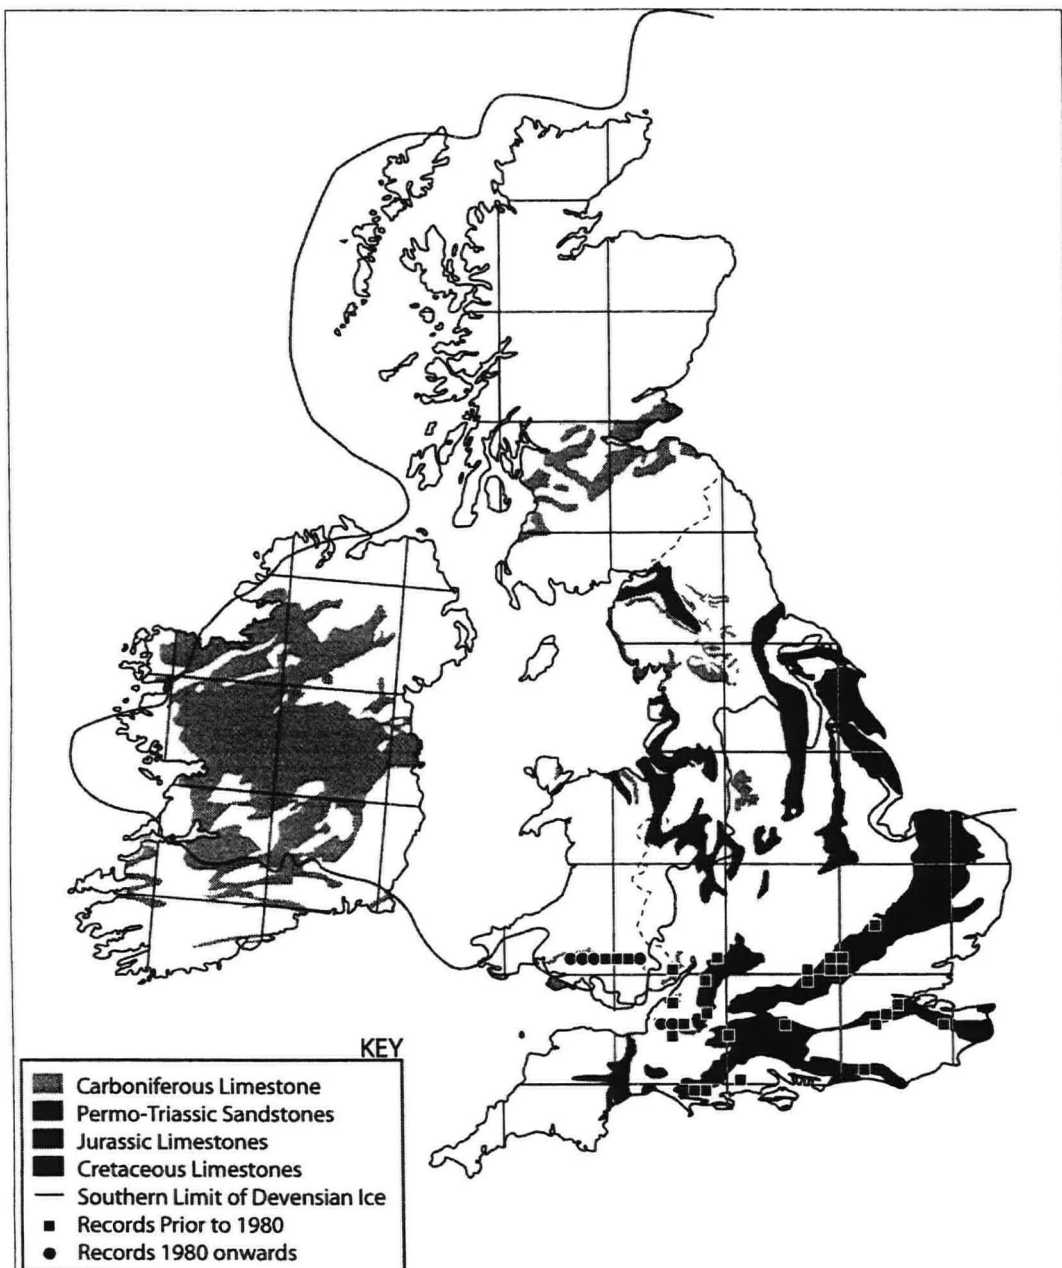 KEY
Carboniferous Limestone
Permo-Triassic Sandstones
Jurassic Limestones
Cretaceous Limestones
Southern Limit of Devensian Ice
Records Prior to 1980
Records 1980 onwards